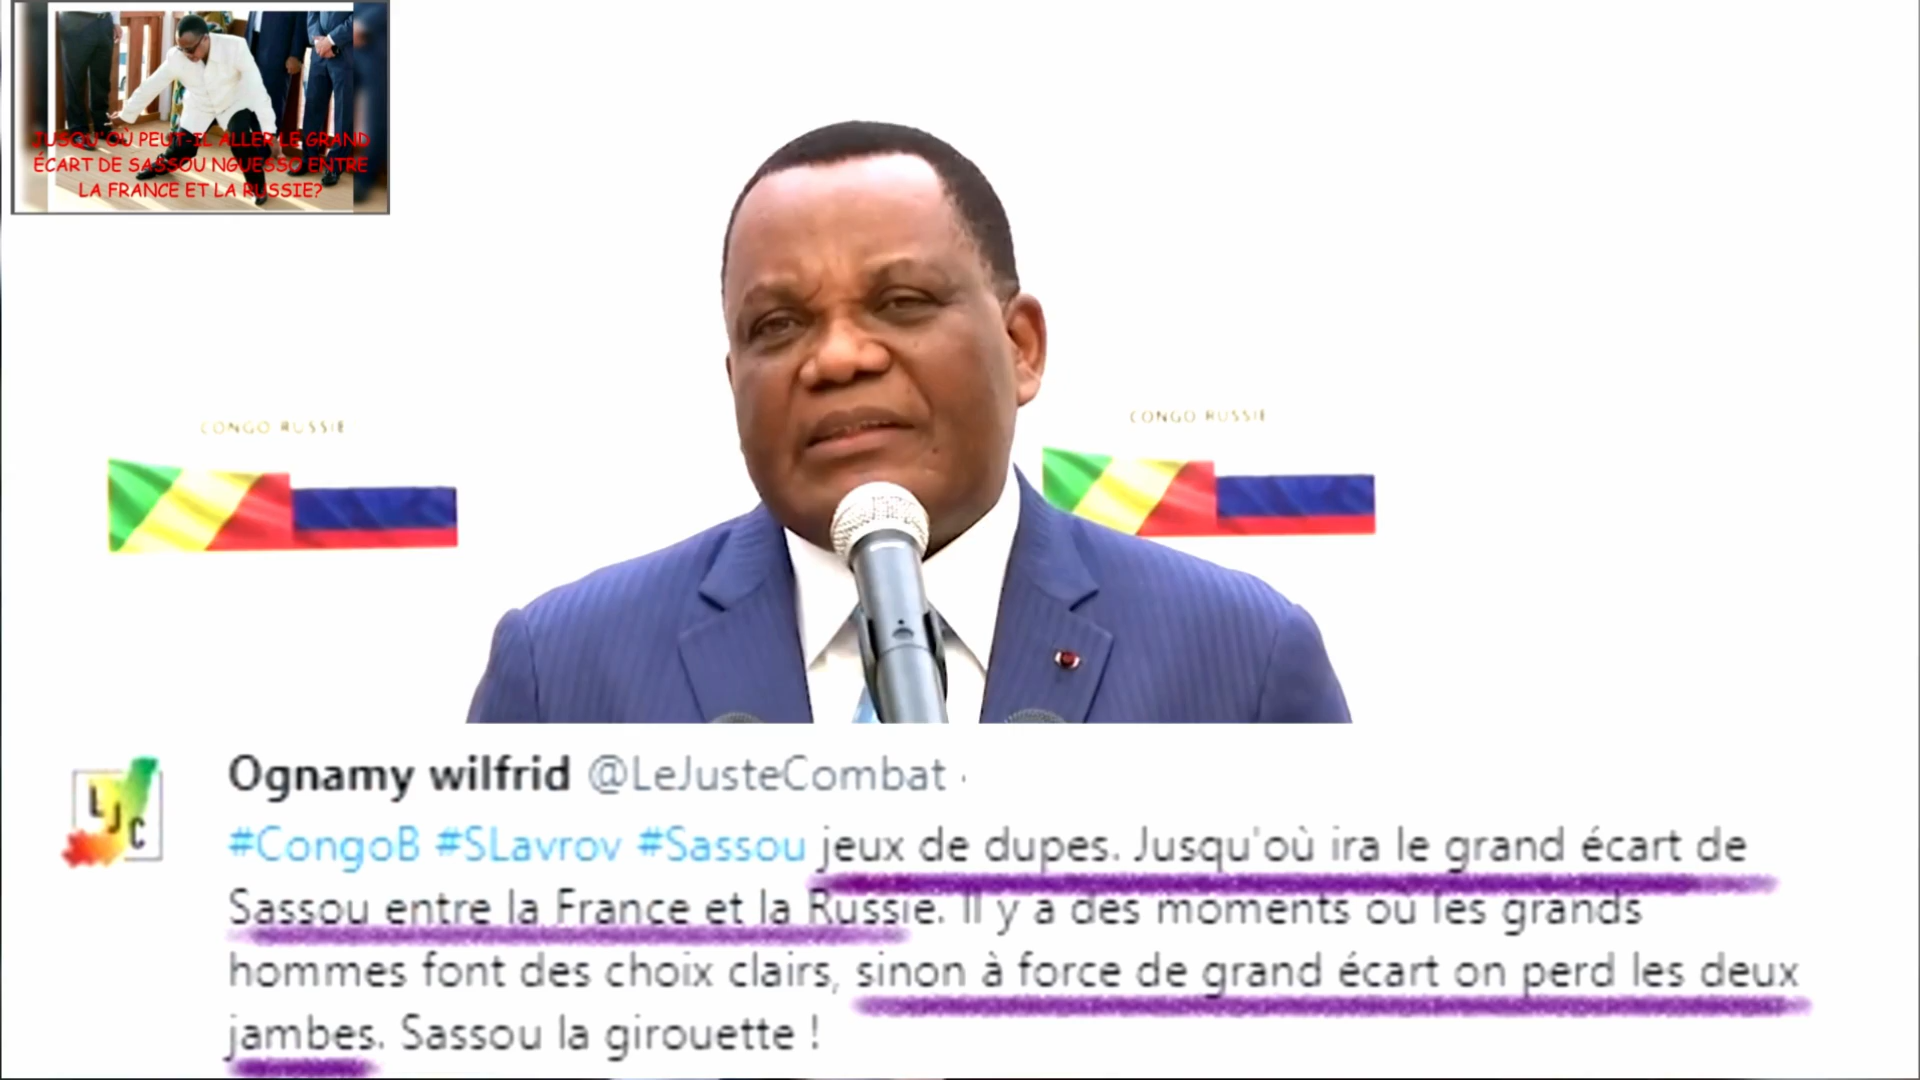 JUSQU'OÙ PEUT-IL ALLER LE GRAND
ÉCART DE SASSOU NGUESSO ENTRE
LA FRANCE ET LA RUSSIE?
CONGO RUSSIE
CONGO RUSSIE
LJC
Ognamy wilfrid @LeJusteCombat ·
#CongoB #SLavrov #Sassou jeux de dupes. Jusqu'où ira le grand écart de
Sassou entre la France et la Russie. Il y a des moments où les grands
hommes font des choix clairs, sinon à force de grand écart on perd les deux
jambes. Sassou la girouette !